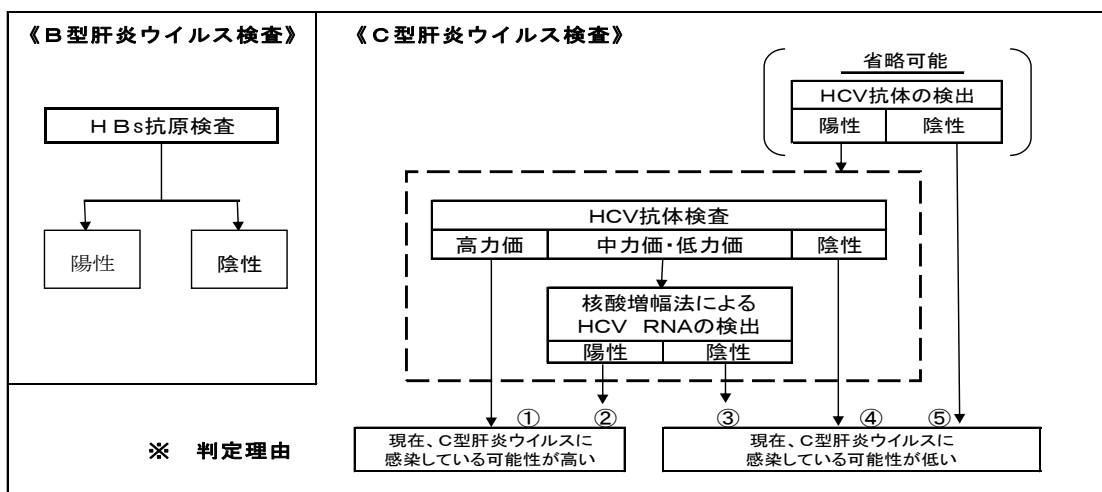 《B型肝炎ウイルス検査》
HBs抗原検査
陽性
陰性
《C型肝炎ウイルス検査》
省略可能
HCV抗体の検出
陽性
陰性
HCV抗体検査
高力価
中力価・低力価
陰性
核酸増幅法による
HCV RNAの検出
陽性
陰性
①
②
③
④
⑤
※ 判定理由
現在、C型肝炎ウイルスに
感染している可能性が高い
現在、C型肝炎ウイルスに
感染している可能性が低い